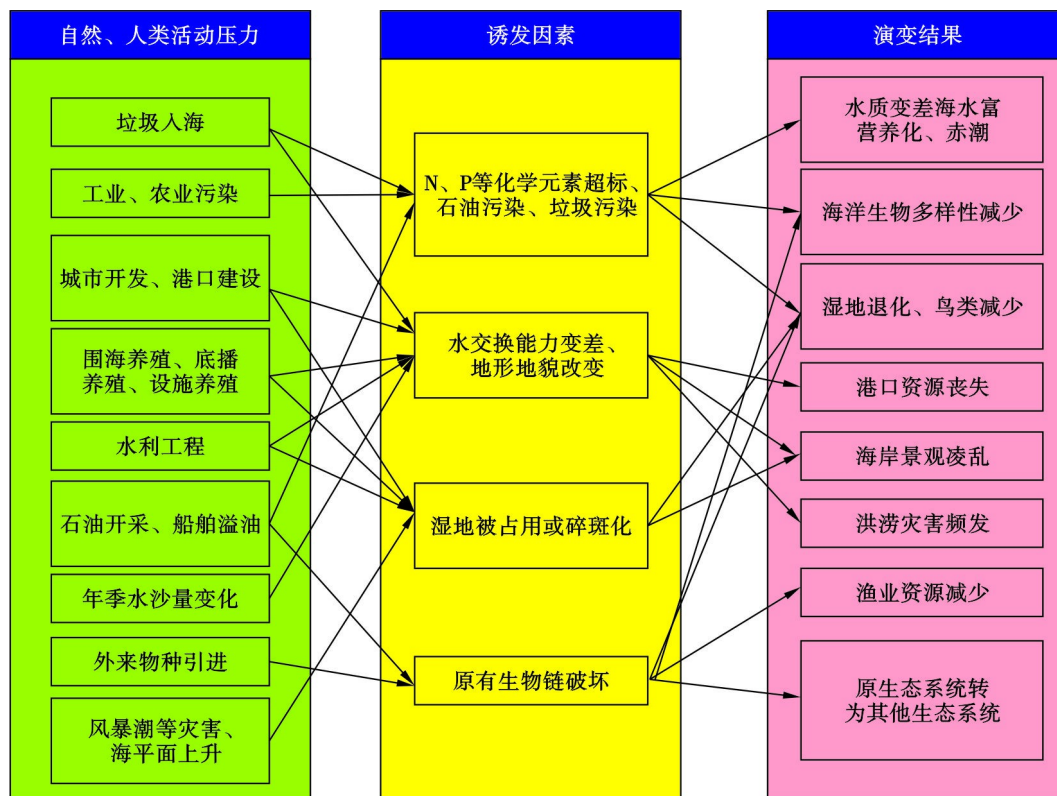 自然、人类活动压力
垃圾入海
工业、农业污染
城市开发、港口建设
围海养殖、底播
养殖、设施养殖
水利工程
石油开采、船舶溢油
年季水沙量变化
外来物种引进
风暴潮等灾害、
海平面上升
诱发因素
N、P等化学元素超标、
石油污染、垃圾污染
水交换能力变差、
地形地貌改变
湿地被占用或碎斑化
原有生物链破坏
演变结果
水质变差海水富
营养化、赤潮
海洋生物多样性减少
湿地退化、鸟类减少
港口资源丧失
海岸景观凌乱
洪涝灾害频发
渔业资源减少
原生态系统转
为其他生态系统